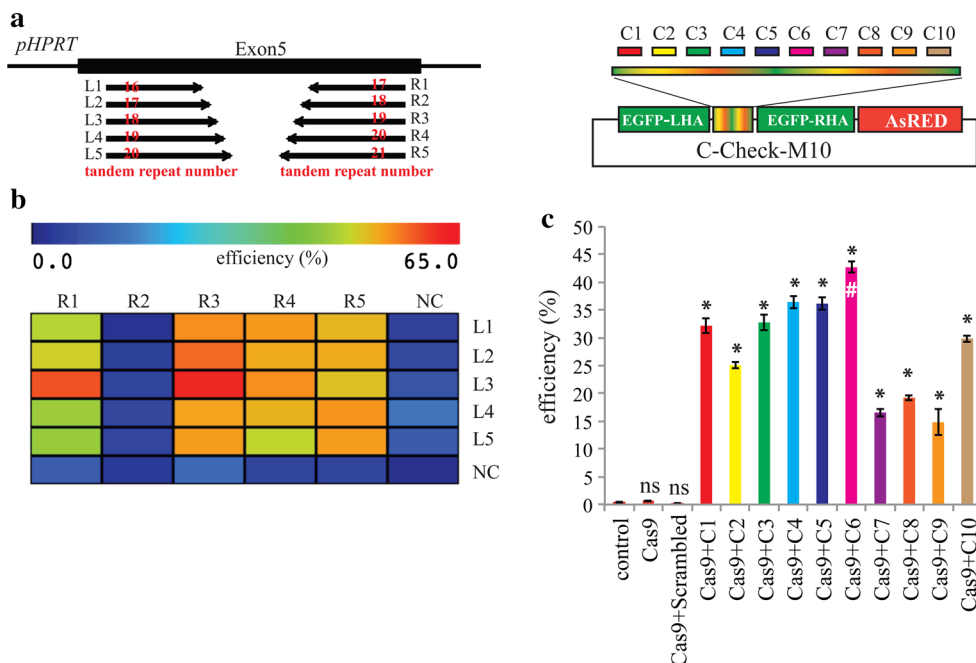 a
pHPRT
Exon5
L1 16 17 R1
L2 17 18 R2
L3 18 19 R3
L4 19 20 R4
L5 20 21 R5
tandem repeat number tandem repeat number
C1 C2 C3 C4 C5 C6 C7 C8 C9 C10
EGFP-LHA EGFP-RHA AsRED
C-Check-M10
b
0.0 efficiency (%) 65.0
R1 R2 R3 R4 R5 NC
L1
L2
L3
L4
L5
NC
c
efficiency (%)
50
45
40
35
30
25
20
15
10
5
0
ns ns * * * * * * * * * *
#
control
Cas9
Cas9+Scrambled
Cas9+C1
Cas9+C2
Cas9+C3
Cas9+C4
Cas9+C5
Cas9+C6
Cas9+C7
Cas9+C8
Cas9+C9
Cas9+C10